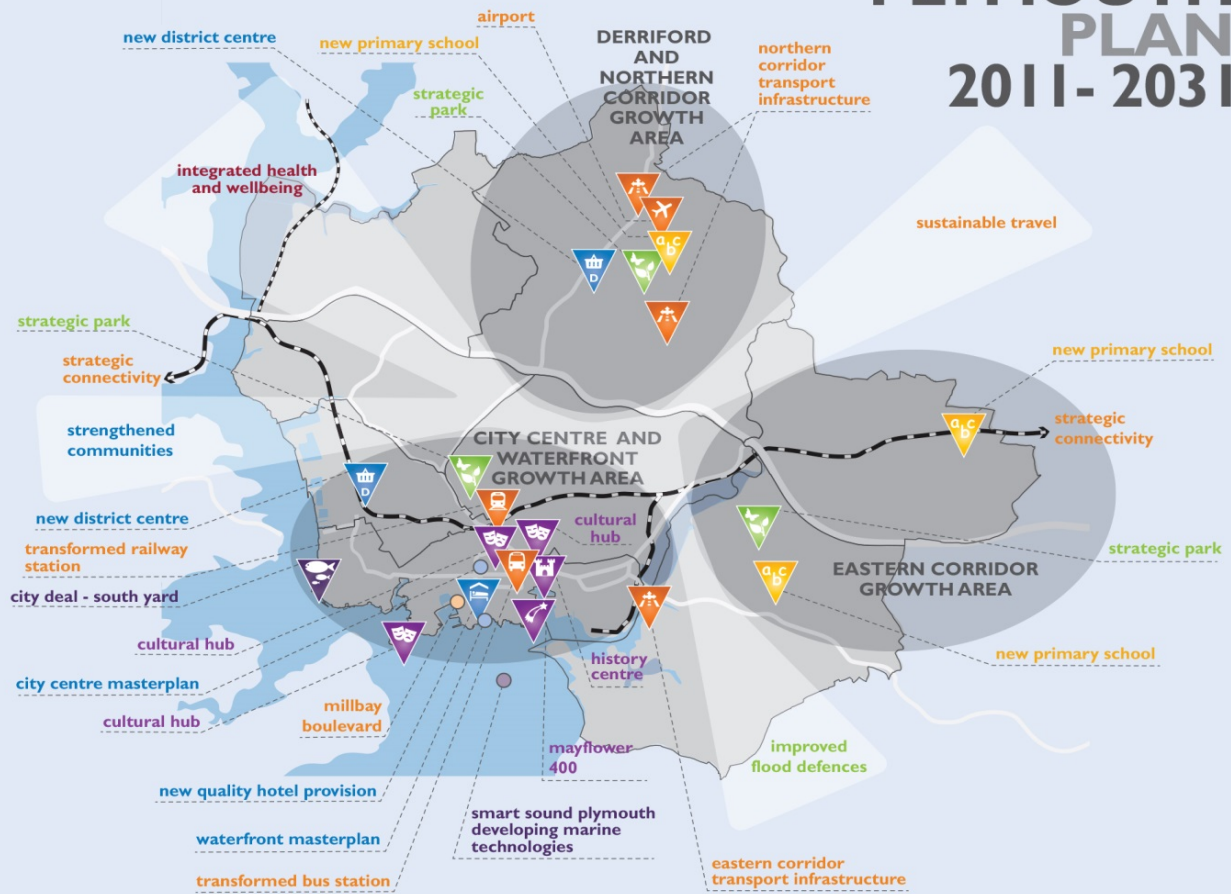 PLYMOUTH
PLAN
2011- 2031
airport
new district centre
new primary school
DERRIFORD
AND
NORTHERN
CORRIDOR
GROWTH
AREA
northern
corridor
transport
infrastructure
strategic
park
integrated health
and wellbeing
sustainable travel
a
b
c
D
strategic park
strategic
connectivity
new primary school
strengthened
communities
CITY CENTRE AND
WATERFRONT
GROWTH AREA
a
b
c
strategic
connectivity
D
new district centre
cultural
hub
transformed railway
station
strategic park
EASTERN CORRIDOR
GROWTH AREA
a
b
c
city deal - south yard
cultural hub
history
centre
new primary school
city centre masterplan
cultural hub
millbay
boulevard
mayflower
400
improved
flood defences
new quality hotel provision
smart sound plymouth
developing marine
technologies
waterfront masterplan
transformed bus station
eastern corridor
transport infrastructure